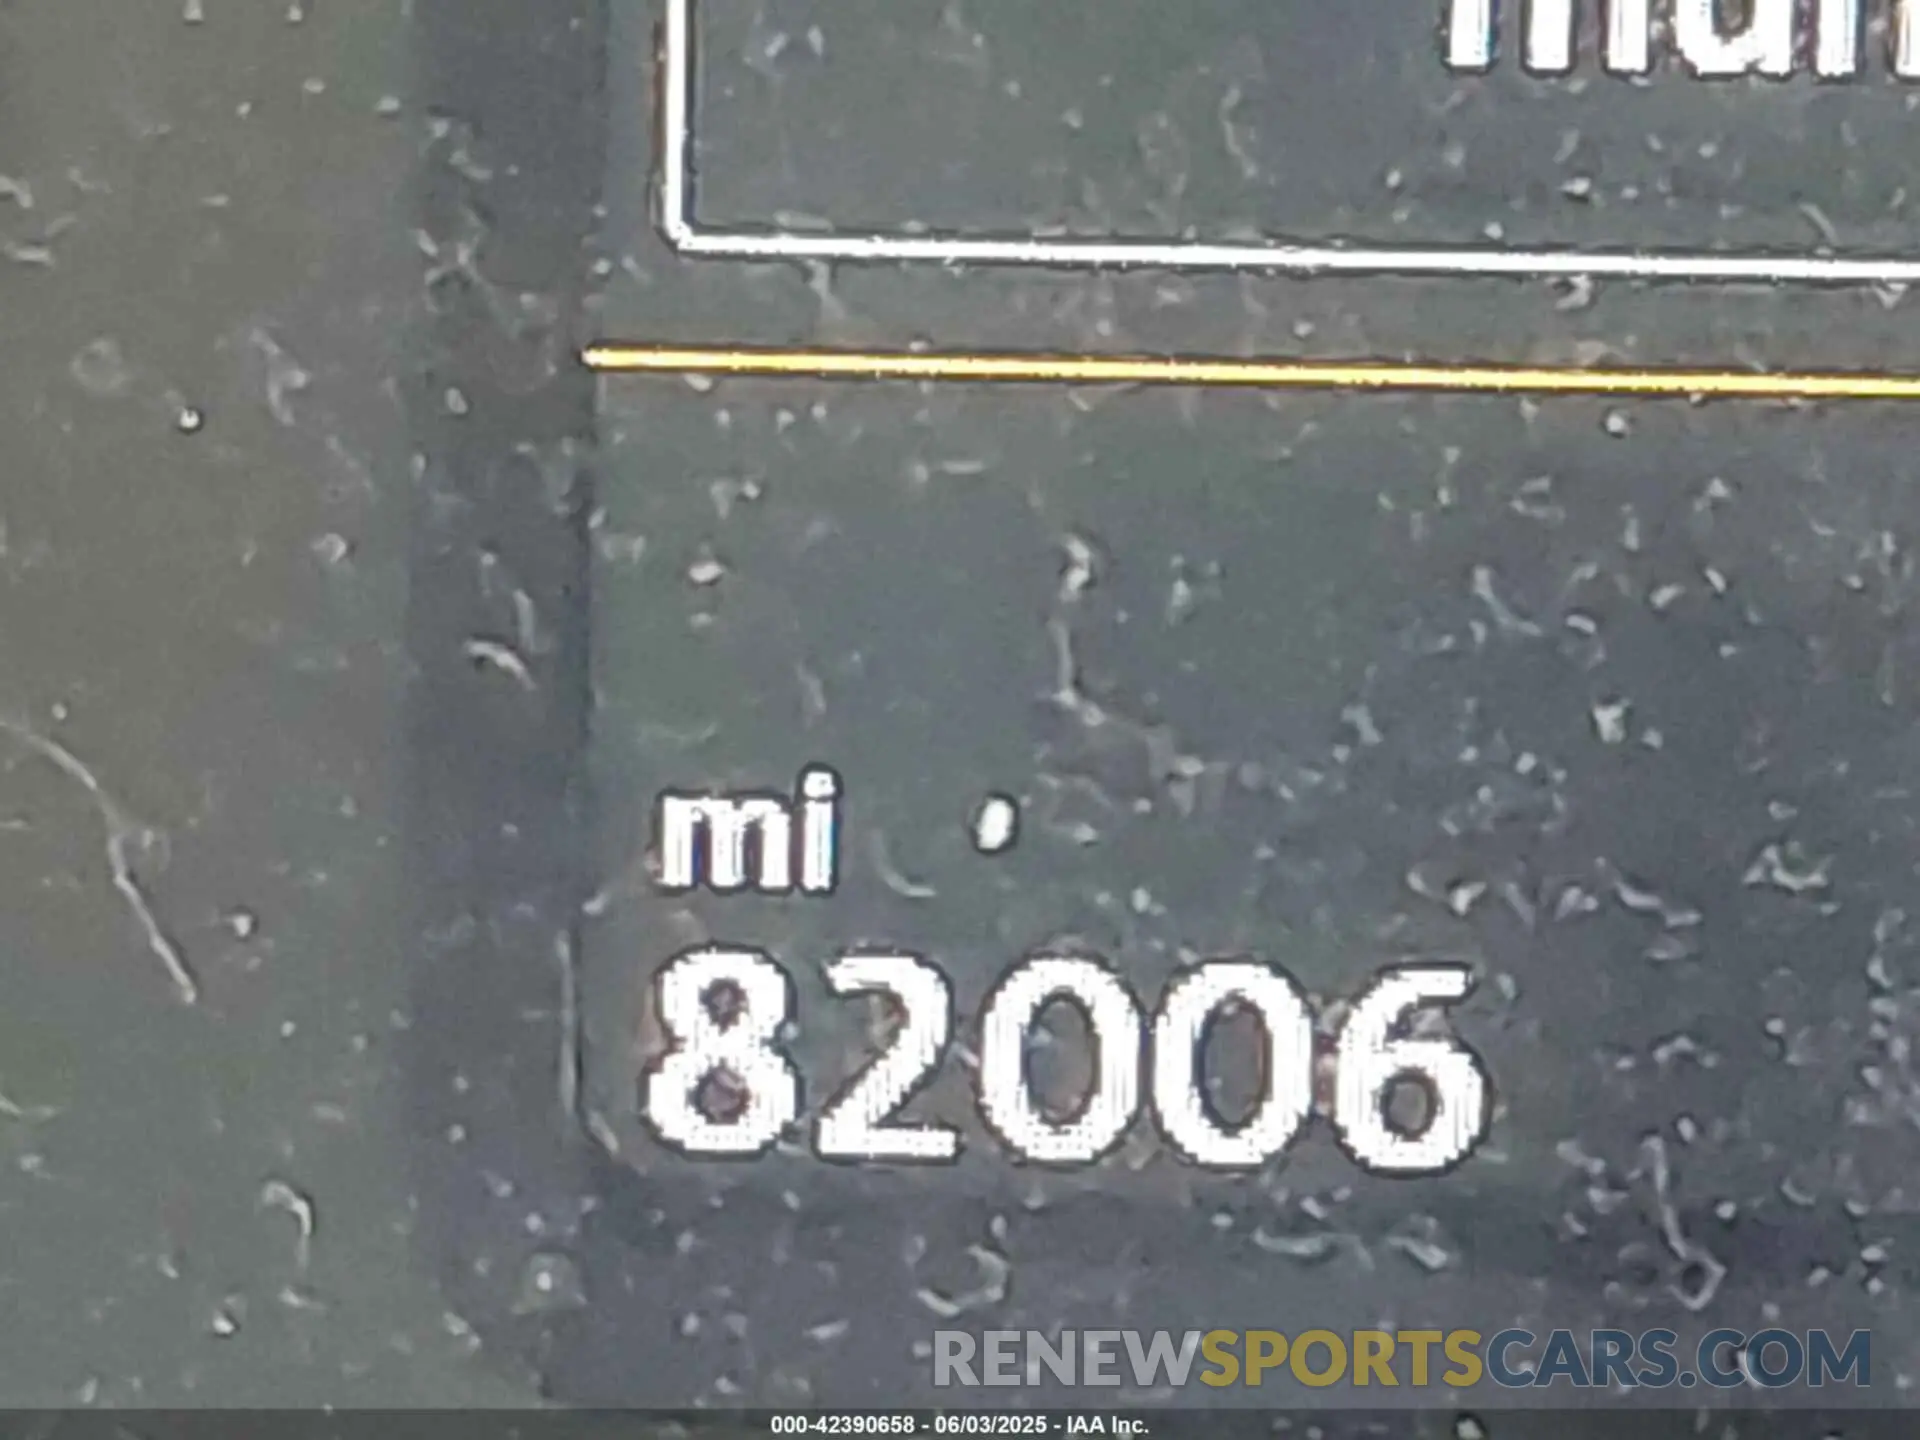 mi
82006
RENEWSPORTSCARS.COM
000-42390658 - 06/03/2025 - IAA Inc.